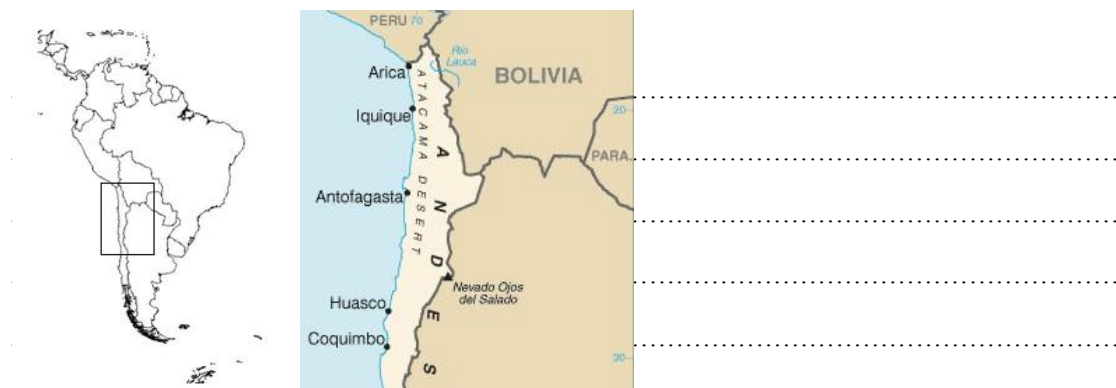 PERU 70
Río
Lauca
Arica
BOLIVIA
Iquique
20
ATACAMA DESERT
ANDES
PARA.
Antofagasta
Nevado Ojos
del Salado
Huasco
Coquimbo
30